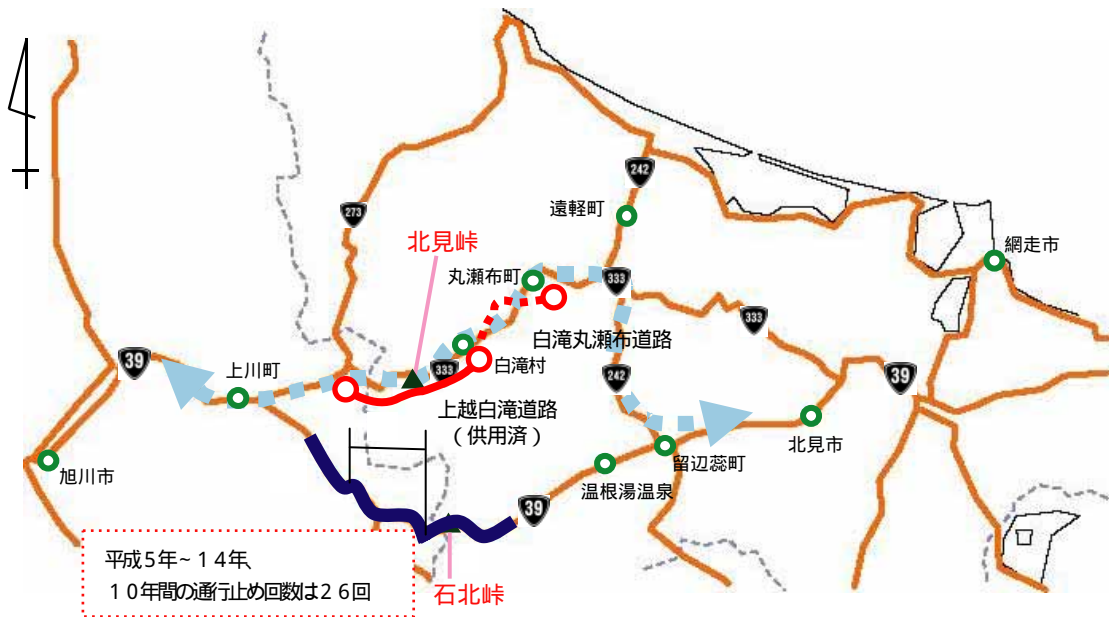 242
遠軽町
273
北見峠
網走市
丸瀬布町
333
333
白滝丸瀬布道路
39
上川町
333
白滝村
242
39
上越白滝道路
(供用済)
北見市
旭川市
留辺蘂町
温根湯温泉
39
平成5年~14年、
10年間の通行止め回数は26回
石北峠